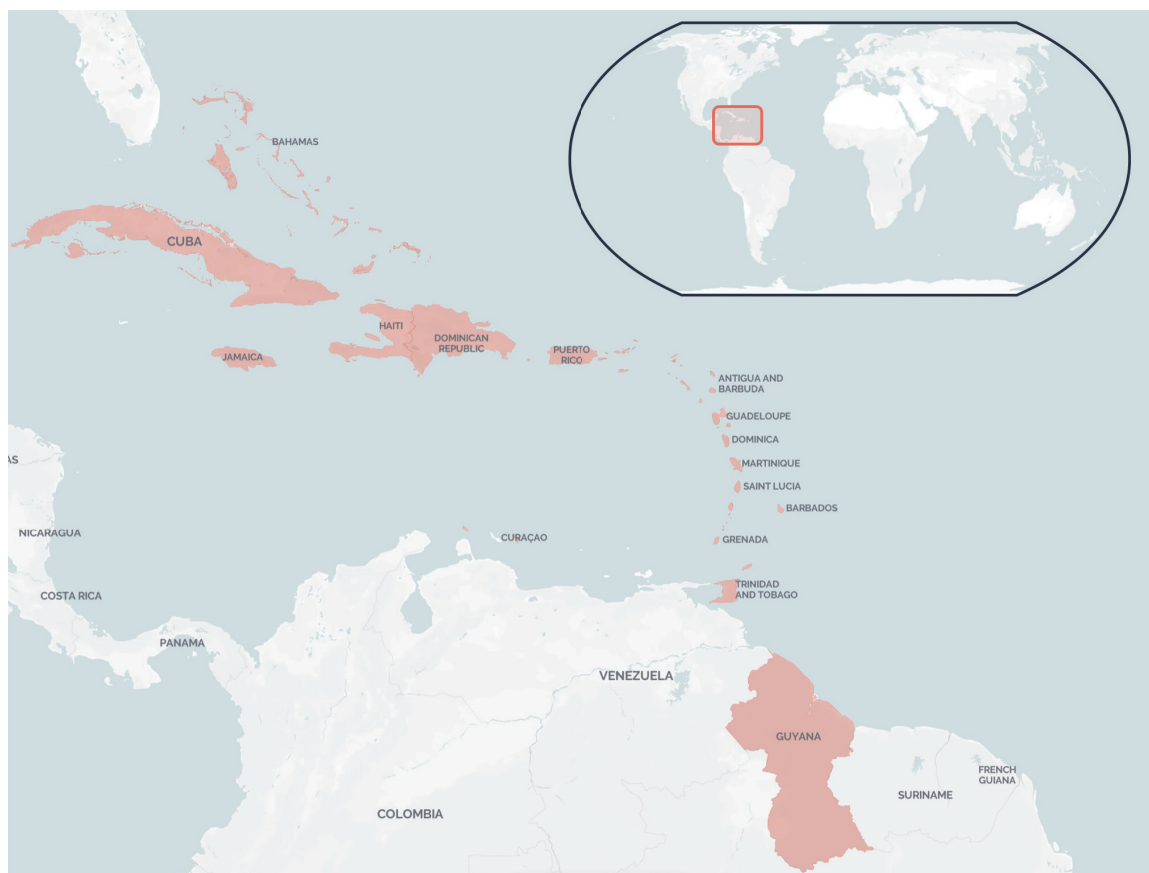 BAHAMAS
CUBA
HAITI
DOMINICAN
REPUBLIC
JAMAICA
PUERTO
RICO
ANTIGUA AND
BARBUDA
GUADELOUPE
DOMINICA
MARTINIQUE
AS
SAINT LUCIA
BARBADOS
NICARAGUA
CURAÇAO
GRENADA
TRINIDAD
AND TOBAGO
COSTA RICA
PANAMA
VENEZUELA
GUYANA
FRENCH
GUIANA
SURINAME
COLOMBIA